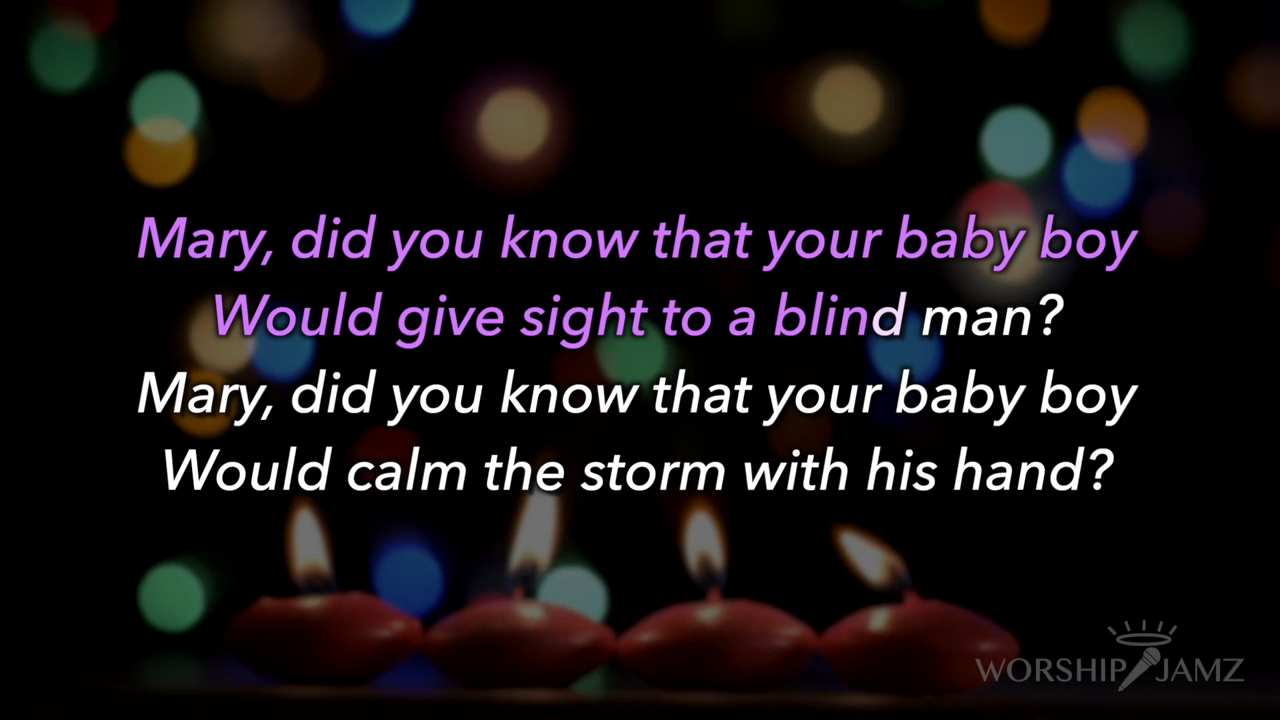 Mary, did you know that your baby boy
Would give sight to a blind man?
Mary, did you know that your baby boy
Would calm the storm with his hand?
WORSHIP JAMZ